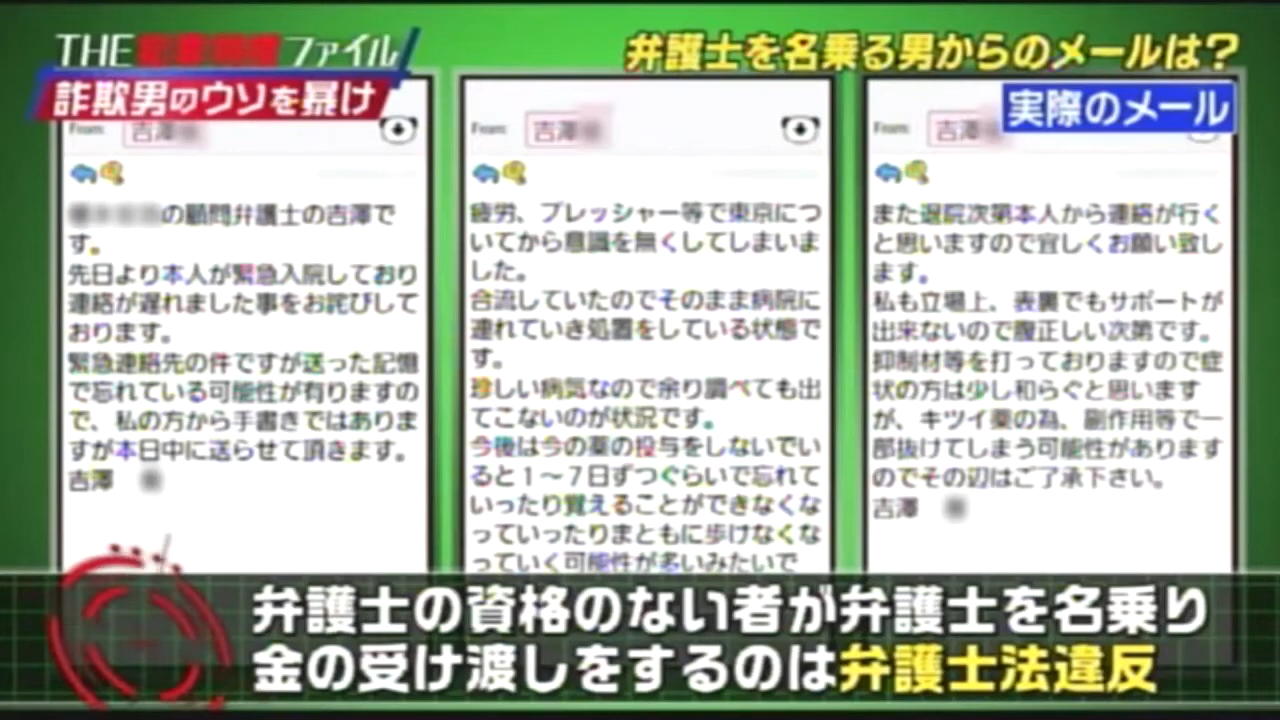 THE ファイル
詐欺男のウソを暴け
弁護士を名乗る男からのメールは?
実際のメール
From: 吉澤
の顧問弁護士の吉澤で
す。
先日より本人が緊急入院しており
連絡が遅れました事をお詫びして
おります。
緊急連絡先の件ですが送った記憶
で忘れている可能性が有りますの
で、私の方から手書きではありま
すが本日中に送らせて頂きます。
吉澤
From: 吉澤
疲労、プレッシャー等で東京につ
いてから意識を無くしてしまいま
した。
合流していたのでそのまま病院に
連れていき処置をしている状態で
す。
珍しい病気なので余り調べても出
てこないのが状況です。
今後は今の薬の投与をしないでい
ると1～7日ずつぐらいで忘れて
いったり覚えることができなくな
っていったりまともに歩けなくな
っていく可能性が多いみたいで
From: 吉澤
また退院次第本人から連絡が行く
と思いますので宜しくお願い致し
ます。
私も立場上、表裏でもサポートが
出来ないので腹正しい次第です。
抑制材等を打っておりますので症
状の方は少し和らぐと思います
が、キツイ薬の為、副作用等で一
部抜けてしまう可能性があります
のでその辺はご了承下さい。
吉澤
弁護士の資格のない者が弁護士を名乗り
金の受け渡しをするのは弁護士法違反